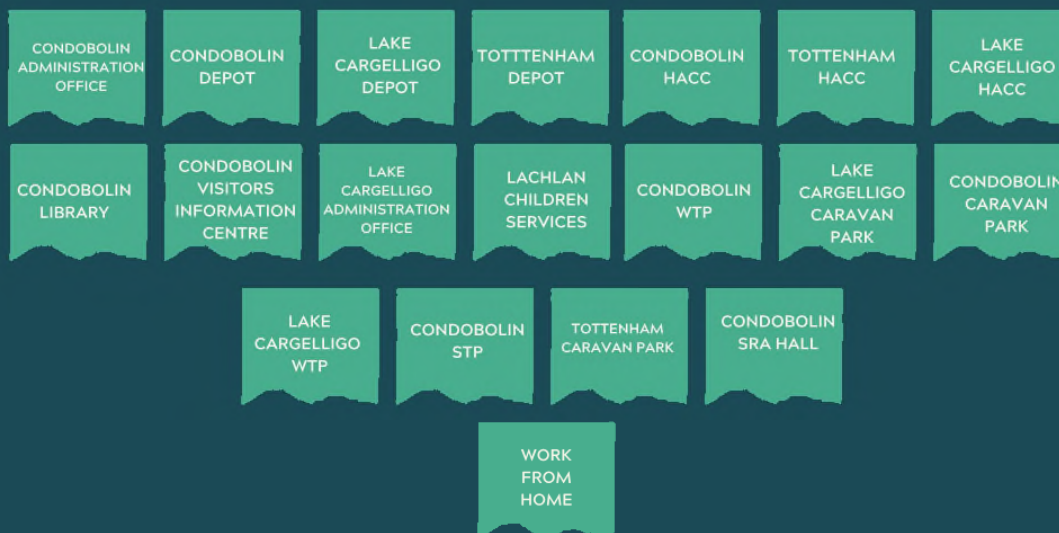 CONDOBOLIN
ADMINISTRATION
OFFICE
CONDOBOLIN
DEPOT
LAKE
CARGELLIGO
DEPOT
TOTTTENHAM
DEPOT
CONDOBOLIN
HACC
TOTTENHAM
HACC
LAKE
CARGELLIGO
HACC
CONDOBOLIN
LIBRARY
CONDOBOLIN
VISITORS
INFORMATION
CENTRE
LAKE
CARGELLIGO
ADMINISTRATION
OFFICE
LACHLAN
CHILDREN
SERVICES
CONDOBOLIN
WTP
LAKE
CARGELLIGO
CARAVAN
PARK
CONDOBOLIN
CARAVAN
PARK
LAKE
CARGELLIGO
WTP
CONDOBOLIN
STP
TOTTENHAM
CARAVAN PARK
CONDOBOLIN
SRA HALL
WORK
FROM
HOME